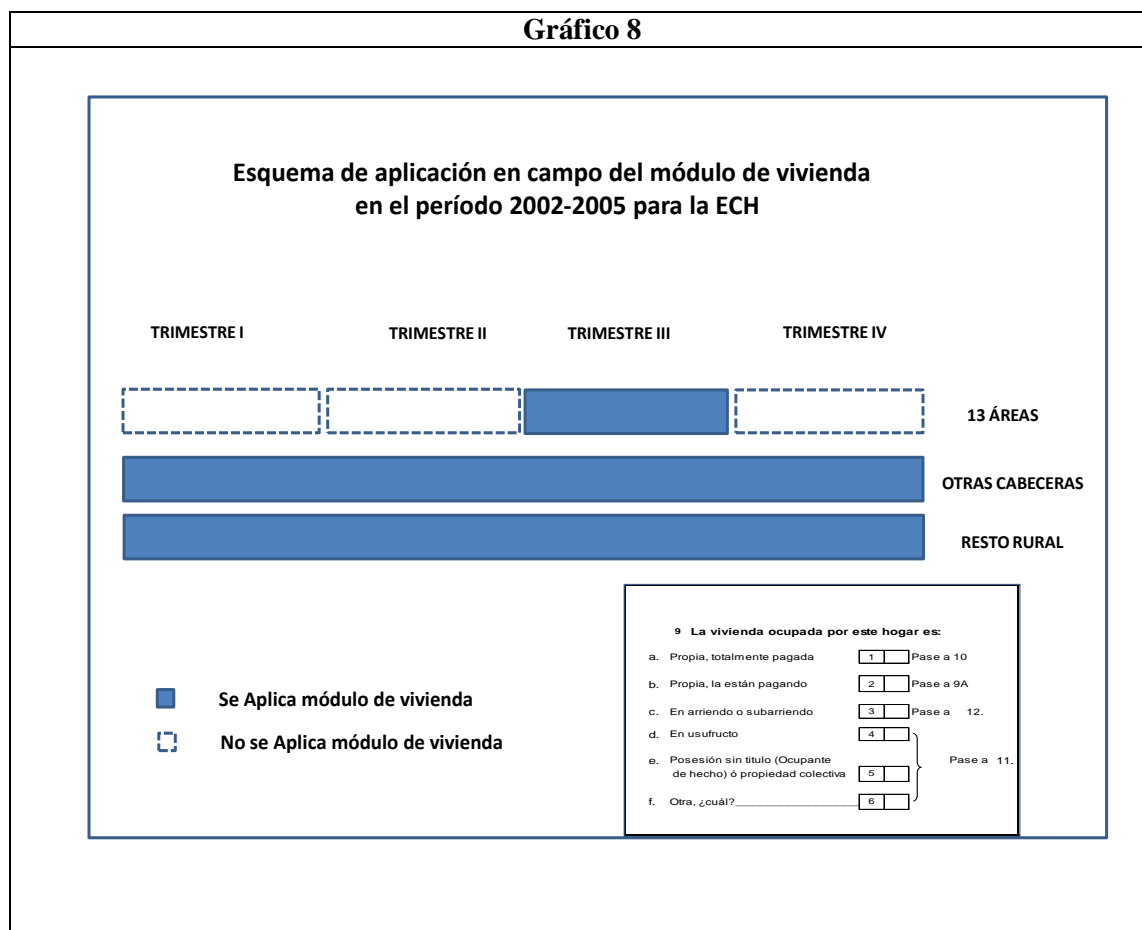 Gráfico 8
Esquema de aplicación en campo del módulo de vivienda
en el período 2002-2005 para la ECH
TRIMESTRE I TRIMESTRE II TRIMESTRE III TRIMESTRE IV
13 ÁREAS
OTRAS CABECERAS
RESTO RURAL
Se Aplica módulo de vivienda
No se Aplica módulo de vivienda
9 La vivienda ocupada por este hogar es:
a. Propia, totalmente pagada 1 Pase a 10
b. Propia, la están pagando 2 Pase a 9A
c. En arriendo o subarriendo 3 Pase a 12.
d. En usufructo 4
e. Posesión sin titulo (Ocupante
de hecho) ó propiedad colectiva 5
Pase a 11.
f. Otra, ¿cuál?____________________ 6